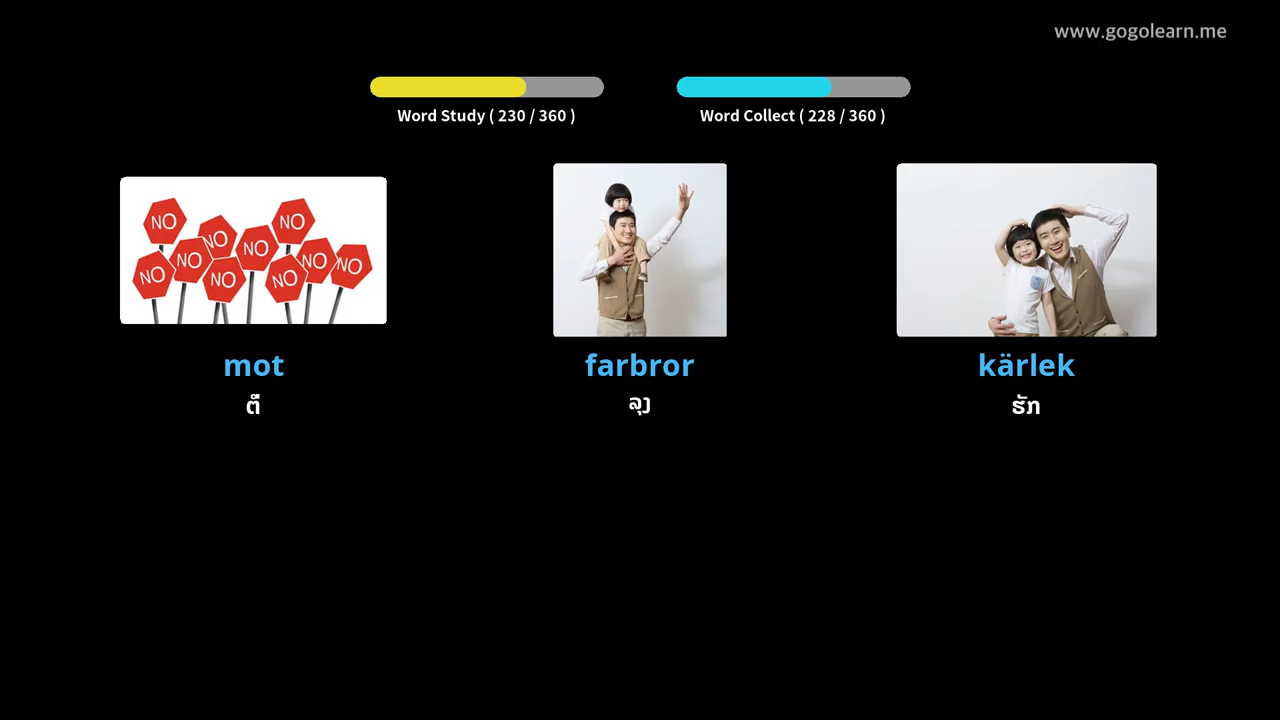 www.gogolearn.me
Word Study ( 230 / 360 )
Word Collect ( 228 / 360 )
NO NO NO NO NO NO NO NO NO NO
mot
ຕໍ່
farbror
ລຸງ
kärlek
ຮັກ